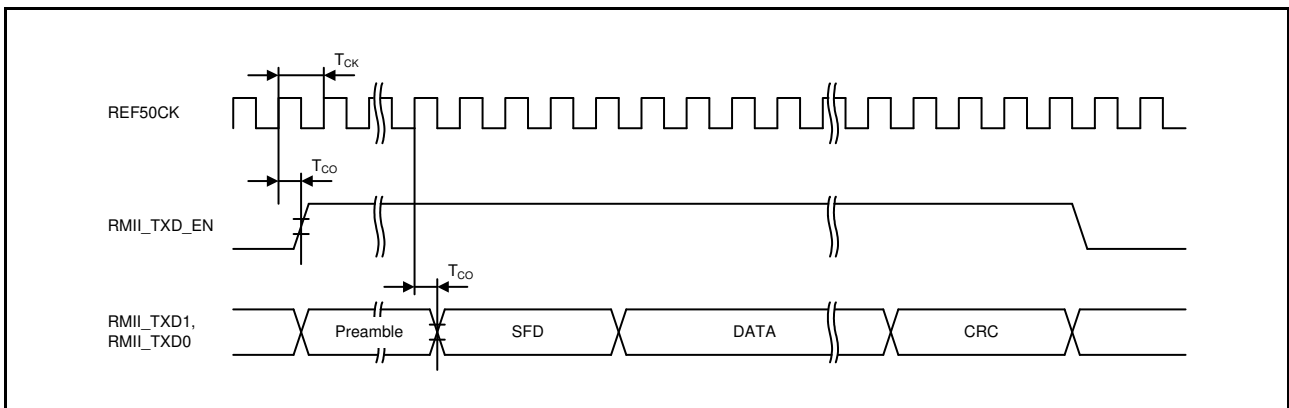 TCK
REF50CK
TCO
RMII_TXD_EN
TCO
RMII_TXD1,
RMII_TXD0
Preamble SFD DATA CRC